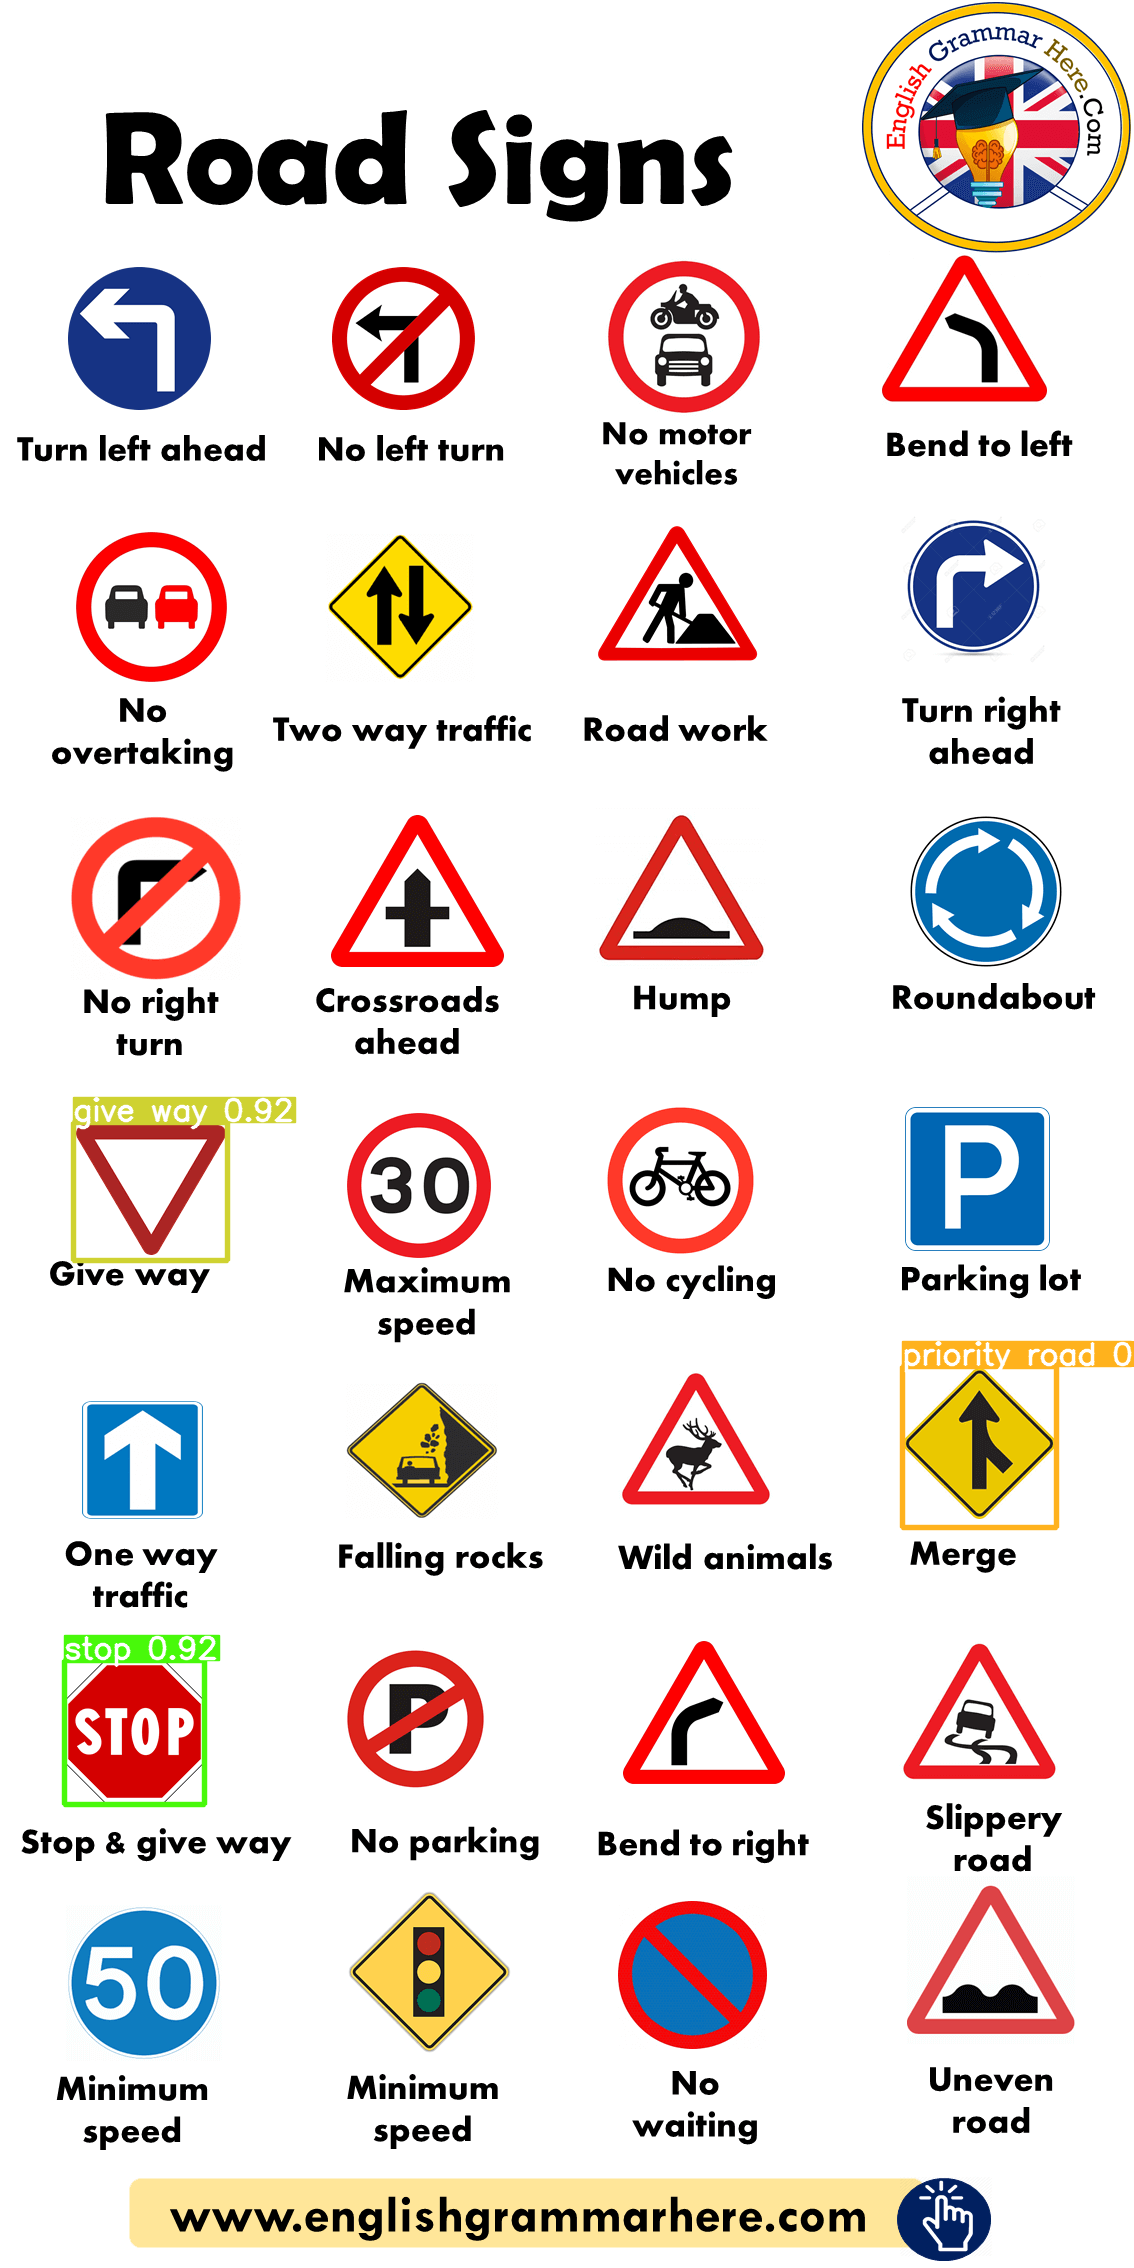 English Grammar Here.Com
Road Signs
Turn left ahead
No left turn
No motor
vehicles
Bend to left
No
overtaking
Two way traffic
Road work
Turn right
ahead
No right
turn
Crossroads
ahead
Hump
Roundabout
give way 0.92
Give way
30
Maximum
speed
No cycling
P
Parking lot
One way
traffic
Falling rocks
Wild animals
priority road 0
Merge
stop 0.92
STOP
Stop & give way
P
No parking
Bend to right
Slippery
road
50
Minimum
speed
Minimum
speed
No
waiting
Uneven
road
www.englishgrammarhere.com